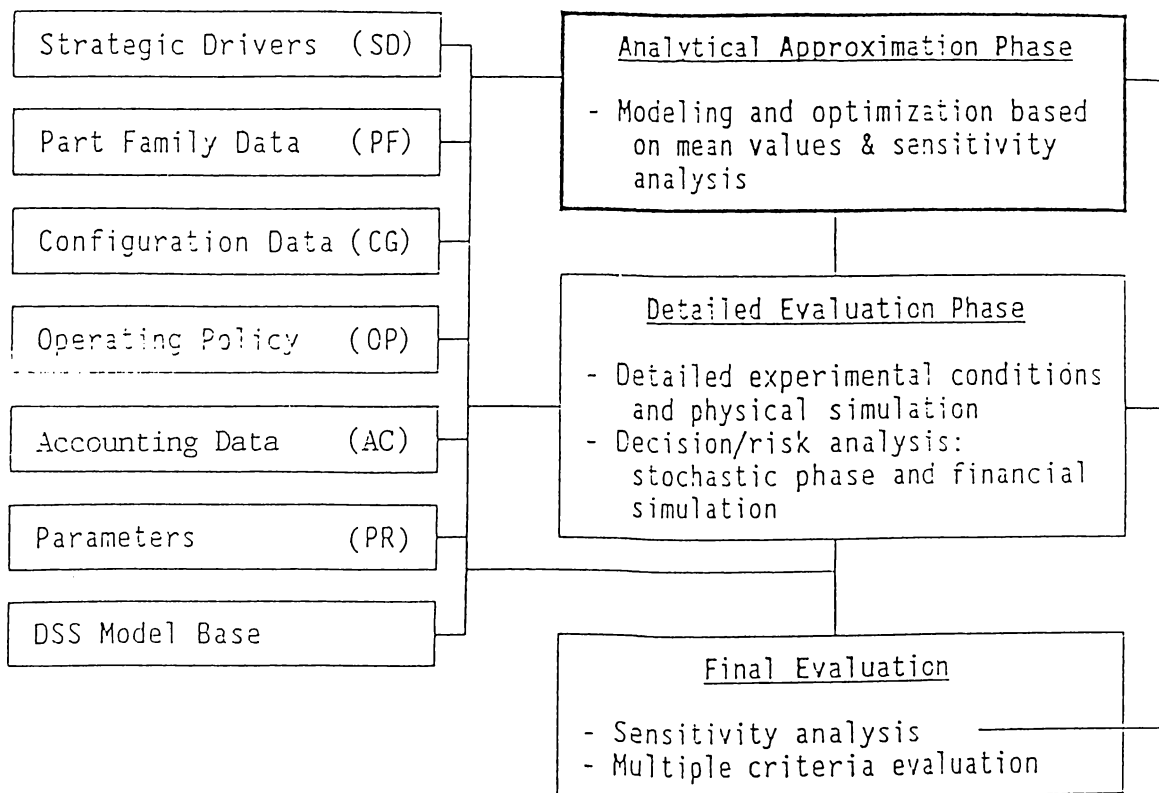 Strategic Drivers (SD)
Part Family Data (PF)
Configuration Data (CG)
Operating Policy (OP)
Accounting Data (AC)
Parameters (PR)
DSS Model Base
Analytical Approximation Phase
- Modeling and optimization based
on mean values & sensitivity
analysis
Detailed Evaluation Phase
- Detailed experimental conditions
and physical simulation
- Decision/risk analysis:
stochastic phase and financial
simulation
Final Evaluation
- Sensitivity analysis
- Multiple criteria evaluation